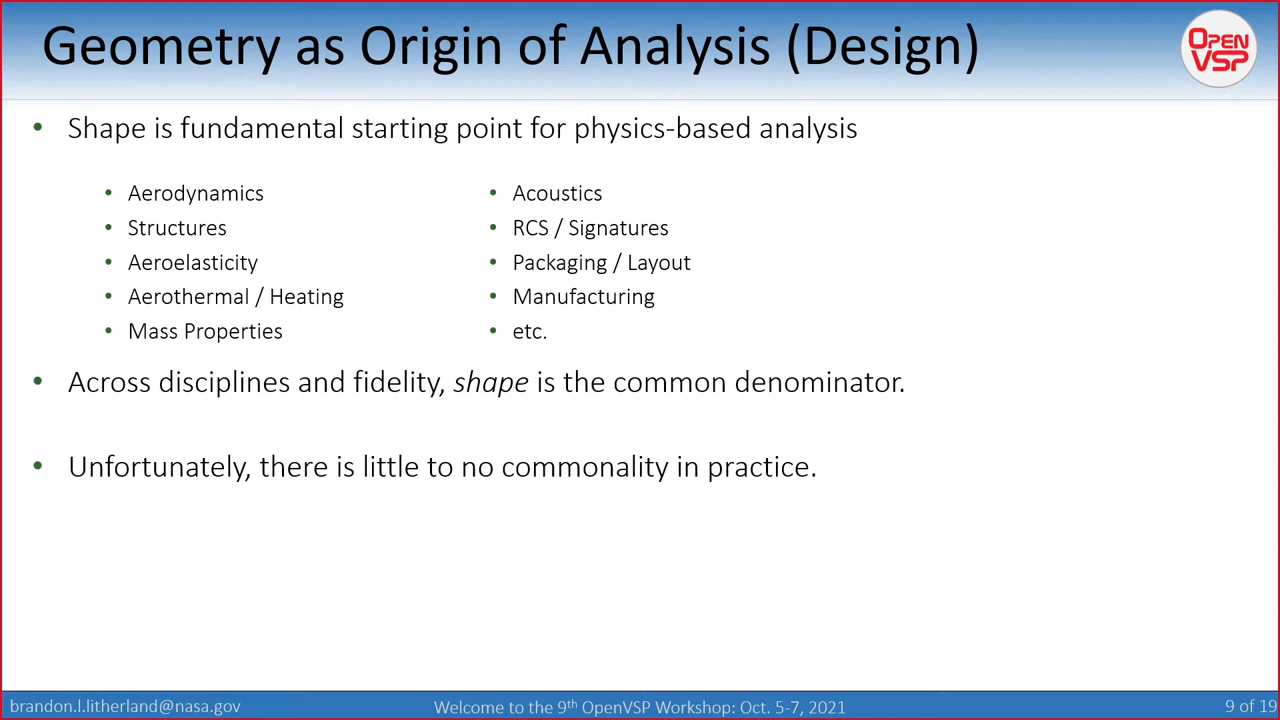 Geometry as Origin of Analysis (Design)
OPEN
VSP
• Shape is fundamental starting point for physics-based analysis
• Aerodynamics
• Structures
• Aeroelasticity
• Aerothermal / Heating
• Mass Properties
• Acoustics
• RCS / Signatures
• Packaging / Layout
• Manufacturing
• etc.
• Across disciplines and fidelity, shape is the common denominator.
• Unfortunately, there is little to no commonality in practice.
brandon.l.litherland@nasa.gov
Welcome to the 9th OpenVSP Workshop: Oct. 5-7, 2021
9 of 19